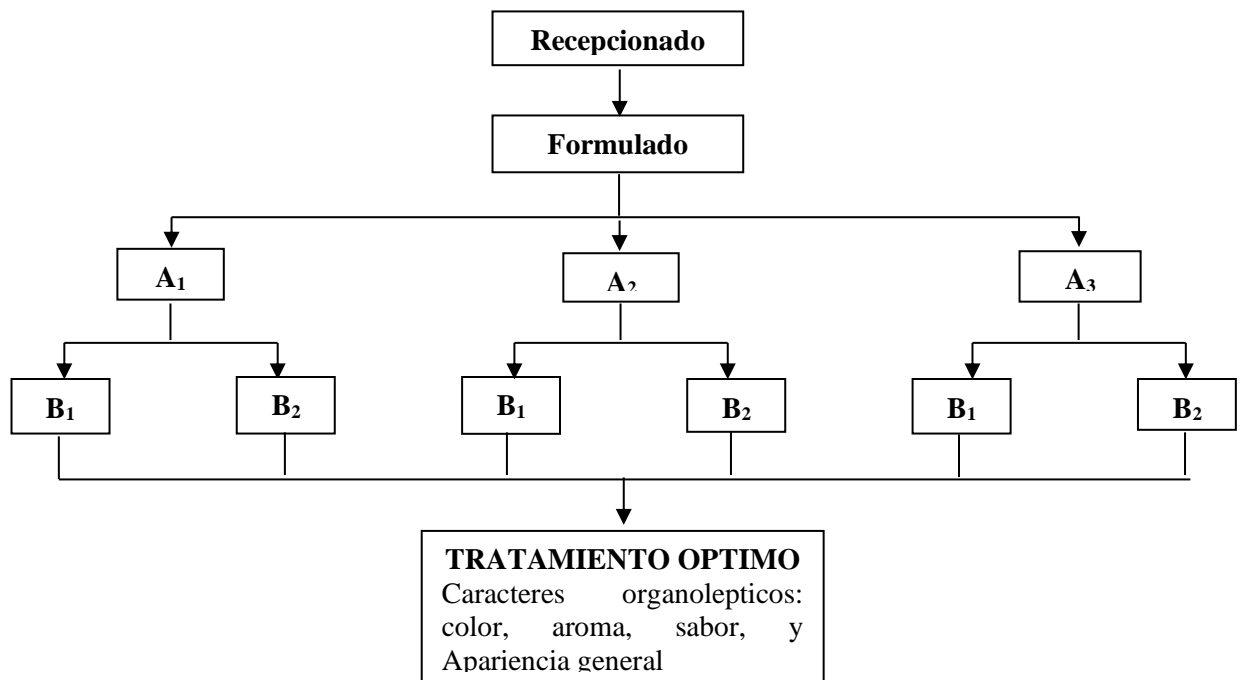 Recepcionado
Formulado
A₁ A₂ A₃
B₁ B₂ B₁ B₂ B₁ B₂
TRATAMIENTO OPTIMO
Caracteres organolepticos:
color, aroma, sabor, y
Apariencia general